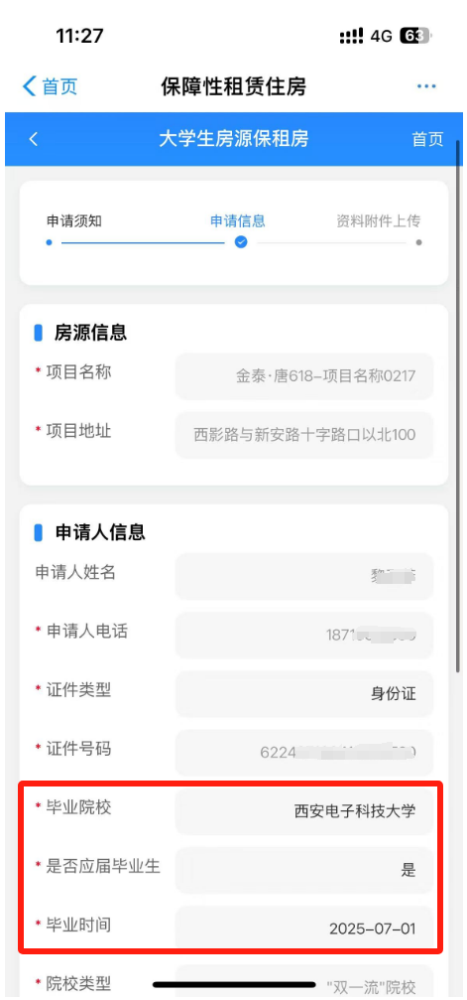 11:27
4G 63
首页
保障性租赁住房
大学生房源保租房
首页
申请须知
申请信息
资料附件上传
房源信息
* 项目名称
金泰·唐618-项目名称0217
* 项目地址
西影路与新安路十字路口以北100
申请人信息
申请人姓名
黎
* 申请人电话
1871
* 证件类型
身份证
* 证件号码
6224
* 毕业院校
西安电子科技大学
* 是否应届毕业生
是
* 毕业时间
2025-07-01
* 院校类型
"双一流"院校